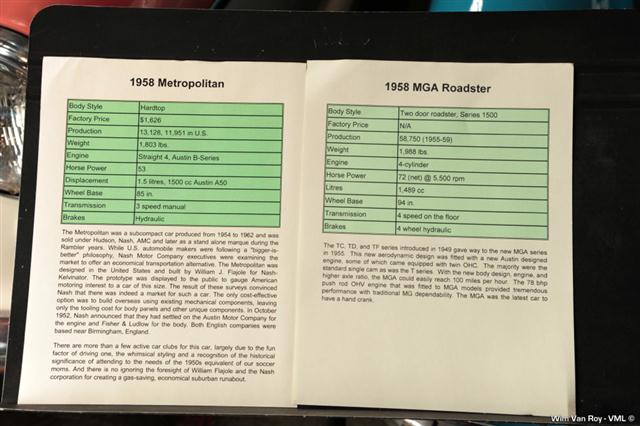 1958 Metropolitan
Body Style Hardtop
Factory Price $1,626
Production 13,128, 11,951 in U.S.
Weight 1,803 lbs.
Engine Straight 4, Austin B-Series
Horse Power 53
Displacement 1.5 litres, 1500 cc Austin A50
Wheel Base 85 in.
Transmission 3 speed manual
Brakes Hydraulic
The Metropolitan was a subcompact car produced from 1954 to 1962 and was
sold under Hudson, Nash, AMC and later as a stand alone marque during the
Rambler years. While U.S. automobile makers were following a "bigger-is-
better" philosophy, Nash Motor Company executives were examining the
market to offer an economical transportation alternative. The Metropolitan was
designed in the United States and built by William J. Flajole for Nash-
Kelvinator. The prototype was displayed to the public to gauge American
motoring interest to a car of this size. The result of these surveys convinced
Nash that there was indeed a market for such a car. The only cost-effective
option was to build overseas using existing mechanical components, leaving
only the tooling cost for body panels and other unique components. in October
1952, Nash announced that they had settled on the Austin Motor Company for
the engine and Fisher & Ludlow for the body. Both English companies were
based near Birmingham, England.
There are more than a few active car clubs for this car, largely due to the fun
factor of driving one, the whimsical styling and a recognition of the historical
significance of attending to the needs of the 1950s equivalent of our soccer
moms. And there is no ignoring the foresight of William Flajole and the Nash
corporation for creating a gas-saving, economical suburban runabout.
1958 MGA Roadster
Body Style Two door roadster, Series 1500
Factory Price N/A
Production 58,750 (1955-59)
Weight 1,988 lbs.
Engine 4-cylinder
Horse Power 72 (net) @ 5,500 rpm
Litres 1,489 cc
Wheel Base 94 in.
Transmission 4 speed on the floor
Brakes 4 wheel hydraulic
The TC, TD, and TF series introduced in 1949 gave way to the new MGA series
in 1955. This new aerodynamic design was fitted with a new Austin designed
engine, some of which came equipped with twin OHC. The majority were the
standard single cam as was the T series. With the new body design, engine, and
higher axle ratio, the MGA could easily reach 100 miles per hour. The 78 bhp
push rod OHV engine that was fitted to MGA models provided tremendous
performance with traditional MG dependability. The MGA was the latest car to
have a hand crank.
Wim Van Roy - VML ©